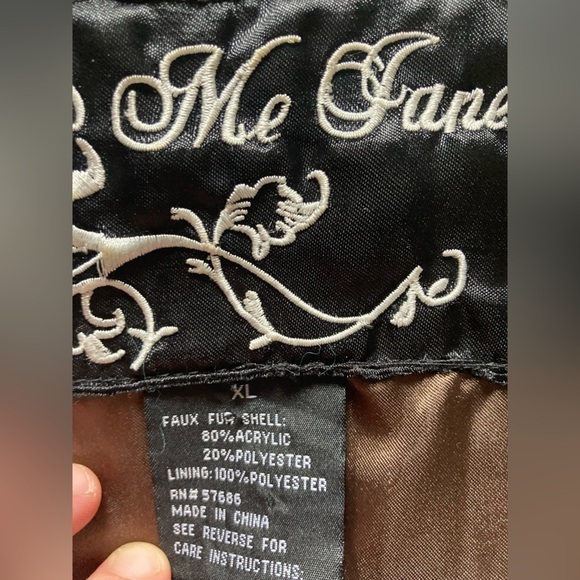 Me Jane
XL
FAUX FUR SHELL:
80%ACRYLIC
20%POLYESTER
LINING:100%POLYESTER
RN# 57686
MADE IN CHINA
SEE REVERSE FOR
CARE INSTRUCTIONS: